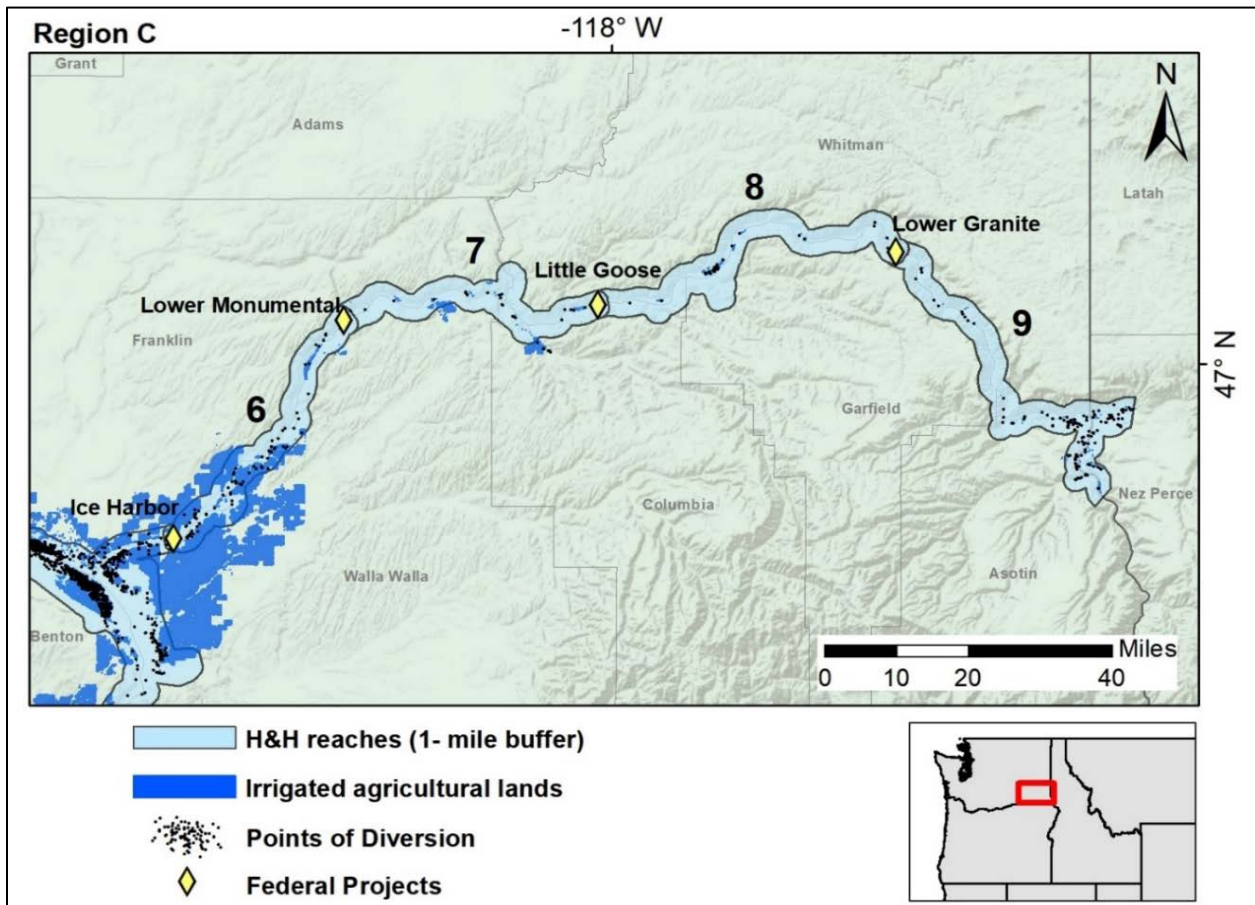 Region C
-118° W
Grant
N
Adams
Whitman
Latah
8
Lower Granite
7
Little Goose
Lower Monumental
9
Franklin
47° N
6
Garfield
Ice Harbor
Nez Perce
Columbia
Walla Walla
Asotin
Benton
Miles
0 10 20 40
H&H reaches (1- mile buffer)
Irrigated agricultural lands
Points of Diversion
Federal Projects